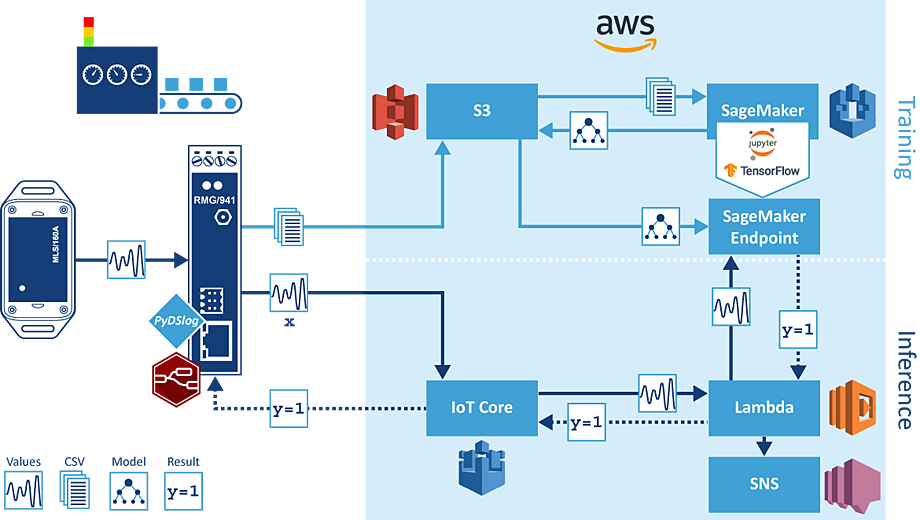 aws
S3
SageMaker
jupyter
TensorFlow
Training
RMG/941
MLS/160A
SageMaker
Endpoint
x
PyDSlog
y=1
Inference
y=1
IoT Core
y=1
Lambda
SNS
Values
CSV
Model
Result
y=1